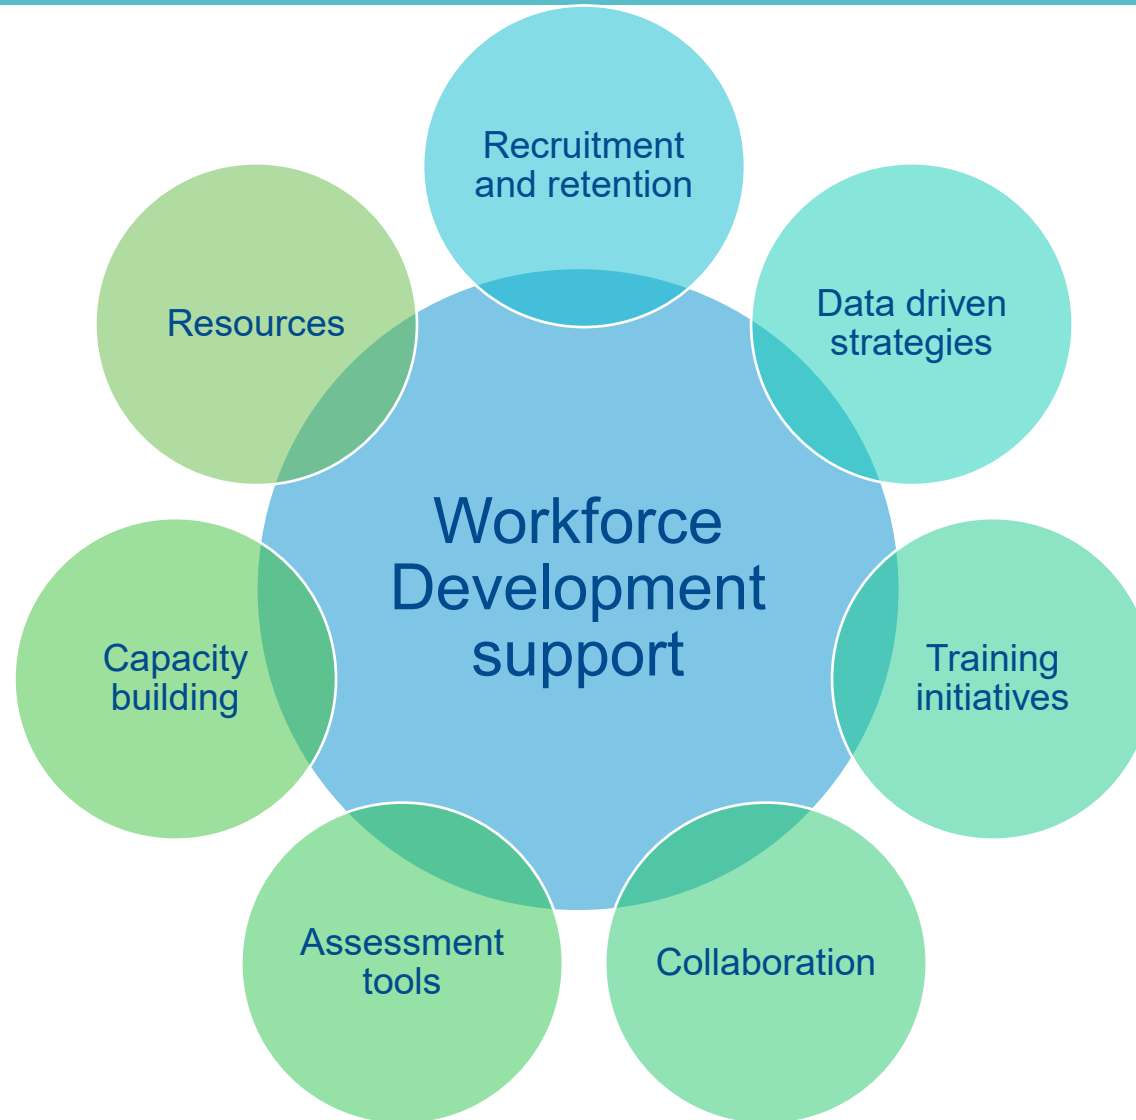 Recruitment
and retention
Data driven
strategies
Training
initiatives
Collaboration
Assessment
tools
Capacity
building
Resources
Workforce
Development
support